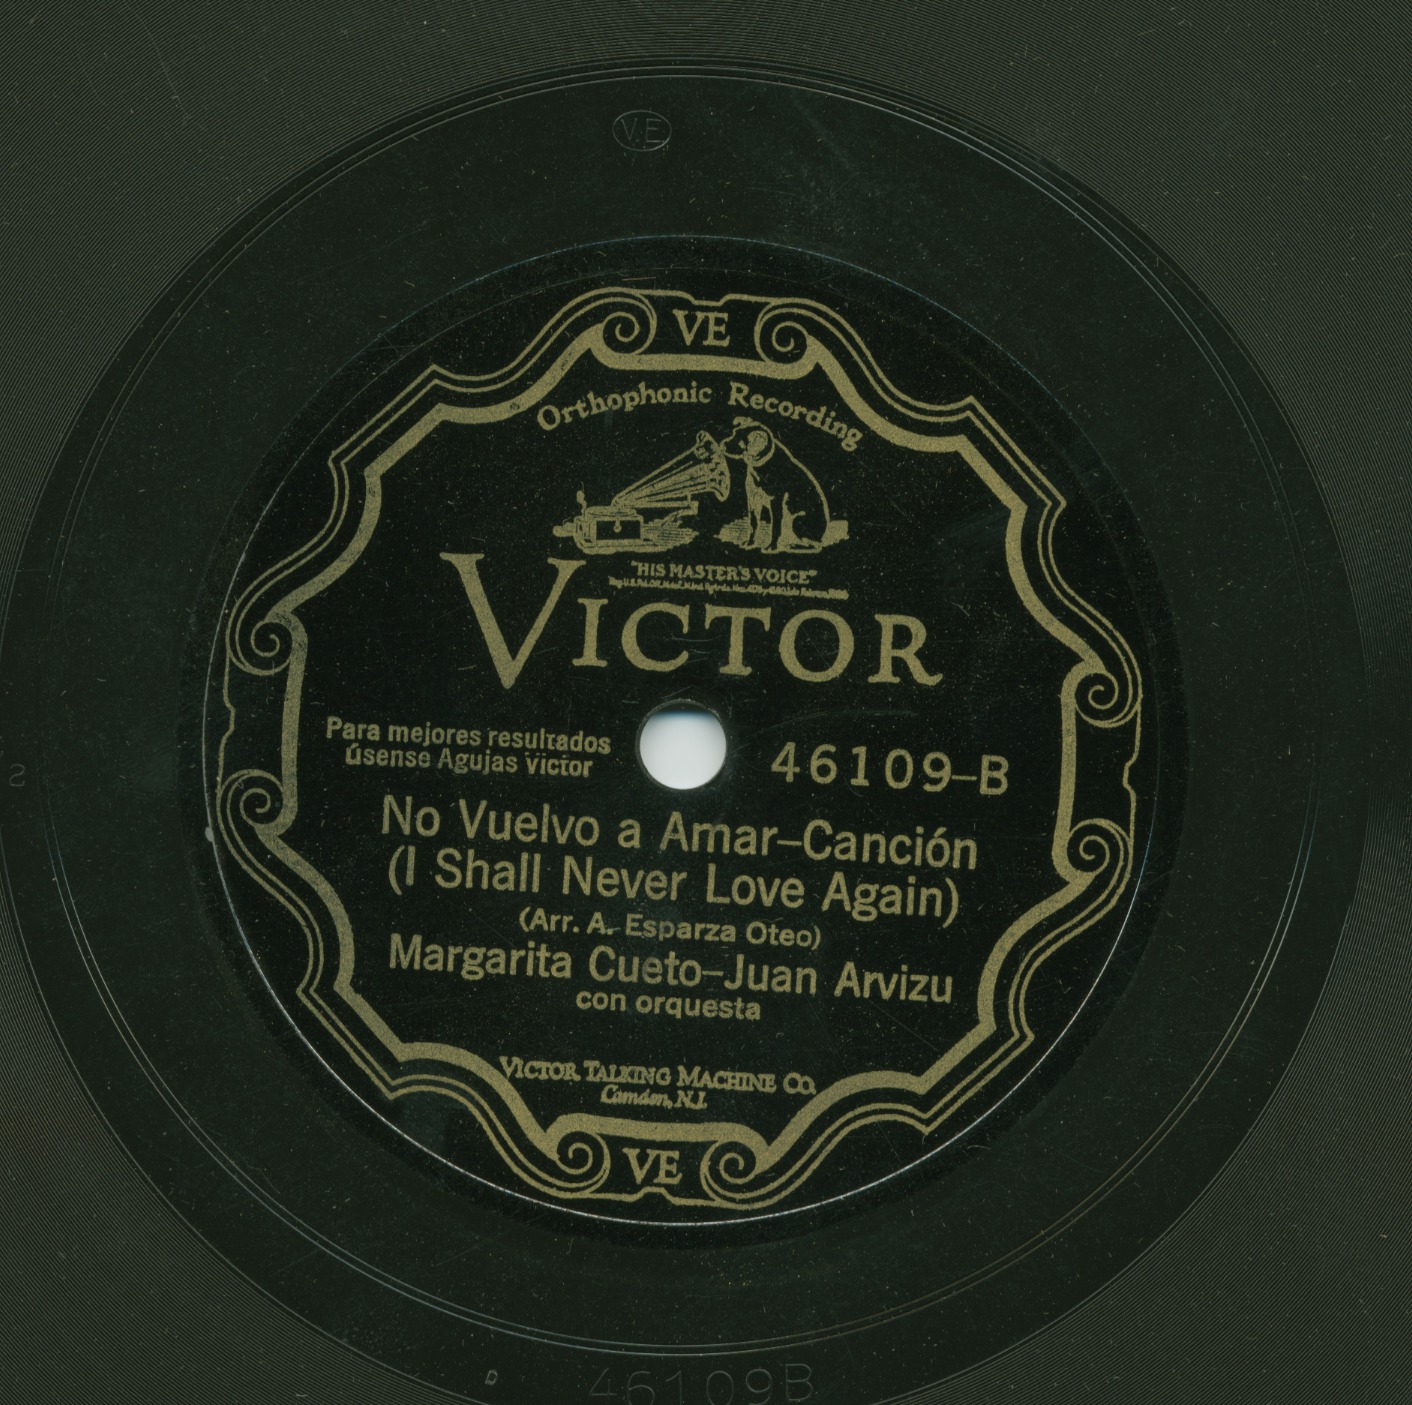 V.E
VE
Orthophonic Recording
"HIS MASTER'S VOICE"
VICTOR
Para mejores resultados
úsense Agujas Victor
46109-B
No Vuelvo a Amar-Canción
(I Shall Never Love Again)
(Arr. A. Esparza Oteo)
Margarita Cueto-Juan Arvizu
con orquesta
VICTOR TALKING MACHINE CO.
Camden, N.J.
VE
46109B